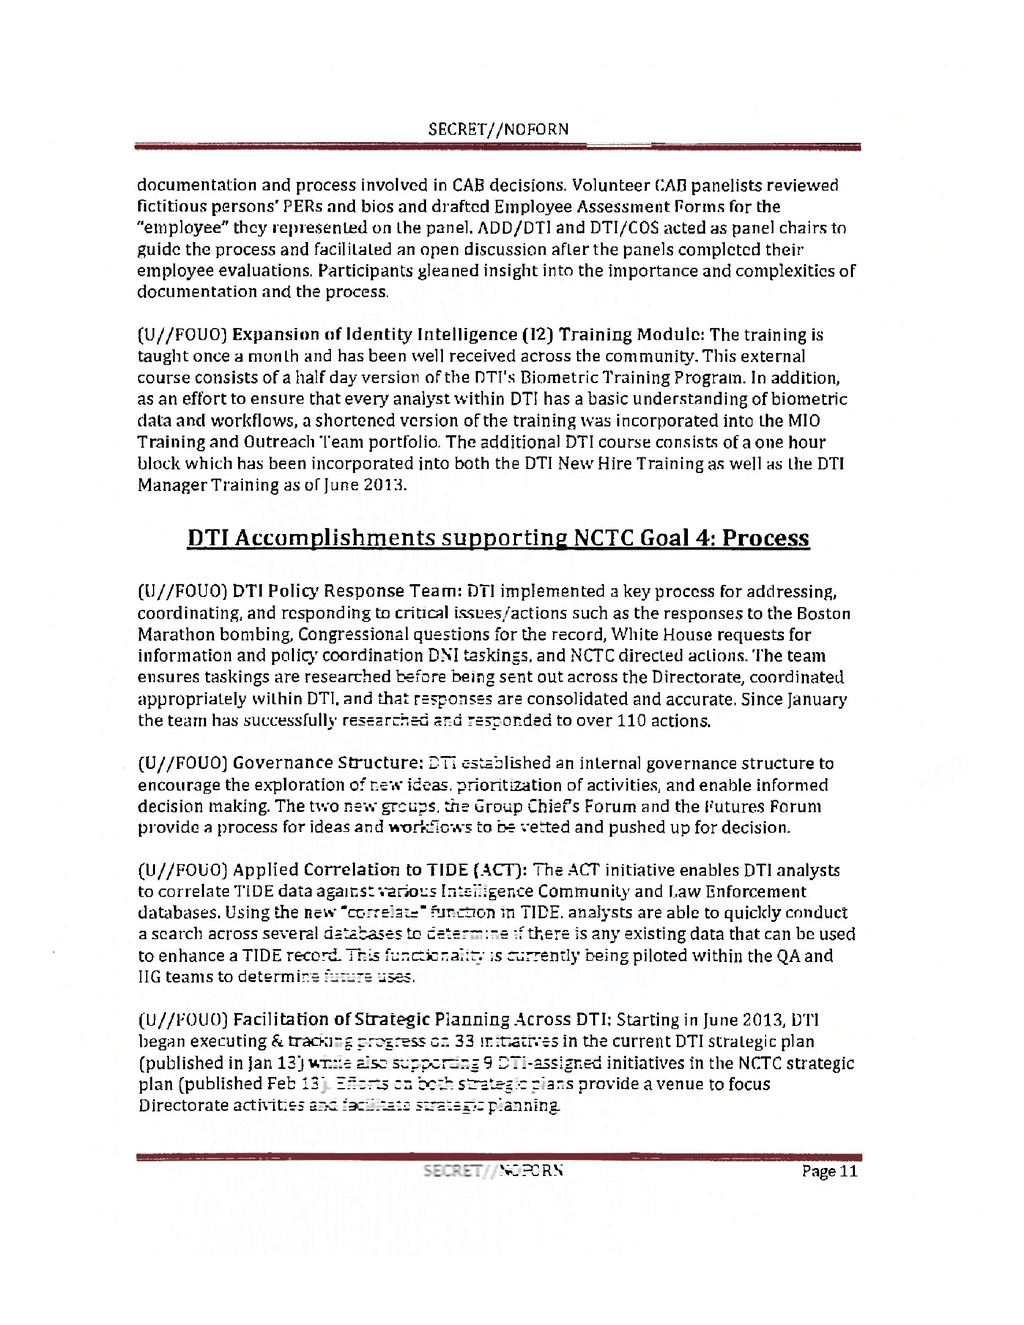 SECRET//NOFORN
documentation and process involved in CAB decisions. Volunteer CAB panelists reviewed
fictitious persons' PERs and bios and drafted Employee Assessment Forms for the
"employee" they represented on the panel. ADD/DTI and DTI/COS acted as panel chairs to
guide the process and facilitated an open discussion after the panels completed their
employee evaluations. Participants gleaned insight into the importance and complexities of
documentation and the process.
(U//FOUO) Expansion of Identity Intelligence (I2) Training Module: The training is
taught once a month and has been well received across the community. This external
course consists of a half day version of the DTI's Biometric Training Program. In addition,
as an effort to ensure that every analyst within DTI has a basic understanding of biometric
data and workflows, a shortened version of the training was incorporated into the MIO
Training and Outreach Team portfolio. The additional DTI course consists of a one hour
block which has been incorporated into both the DTI New Hire Training as well as the DTI
Manager Training as of June 2013.
DTI Accomplishments supporting NCTC Goal 4: Process
(U//FOUO) DTI Policy Response Team: DTI implemented a key process for addressing,
coordinating, and responding to critical issues/actions such as the responses to the Boston
Marathon bombing, Congressional questions for the record, White House requests for
information and policy coordination DNI taskings, and NCTC directed actions. The team
ensures taskings are researched before being sent out across the Directorate, coordinated
appropriately within DTI, and that responses are consolidated and accurate. Since January
the team has successfully researched and responded to over 110 actions.
(U//FOUO) Governance Structure: DTI established an internal governance structure to
encourage the exploration of new ideas, prioritization of activities, and enable informed
decision making. The two new groups, the Group Chief's Forum and the Futures Forum
provide a process for ideas and workflows to be vetted and pushed up for decision.
(U//FOUO) Applied Correlation to TIDE (ACT): The ACT initiative enables DTI analysts
to correlate TIDE data against various Intelligence Community and Law Enforcement
databases. Using the new "correlate" function in TIDE, analysts are able to quickly conduct
a search across several databases to determine if there is any existing data that can be used
to enhance a TIDE record. This functionality is currently being piloted within the QA and
IIG teams to determine future uses.
(U//FOUO) Facilitation of Strategic Planning Across DTI: Starting in June 2013, DTI
began executing & tracking progress on 33 initiatives in the current DTI strategic plan
(published in Jan 13) while also supporting 9 DTI-assigned initiatives in the NCTC strategic
plan (published Feb 13). Efforts on both strategic plans provide a venue to focus
Directorate activities and facilitate strategic planning.
SECRET//NOFORN Page 11